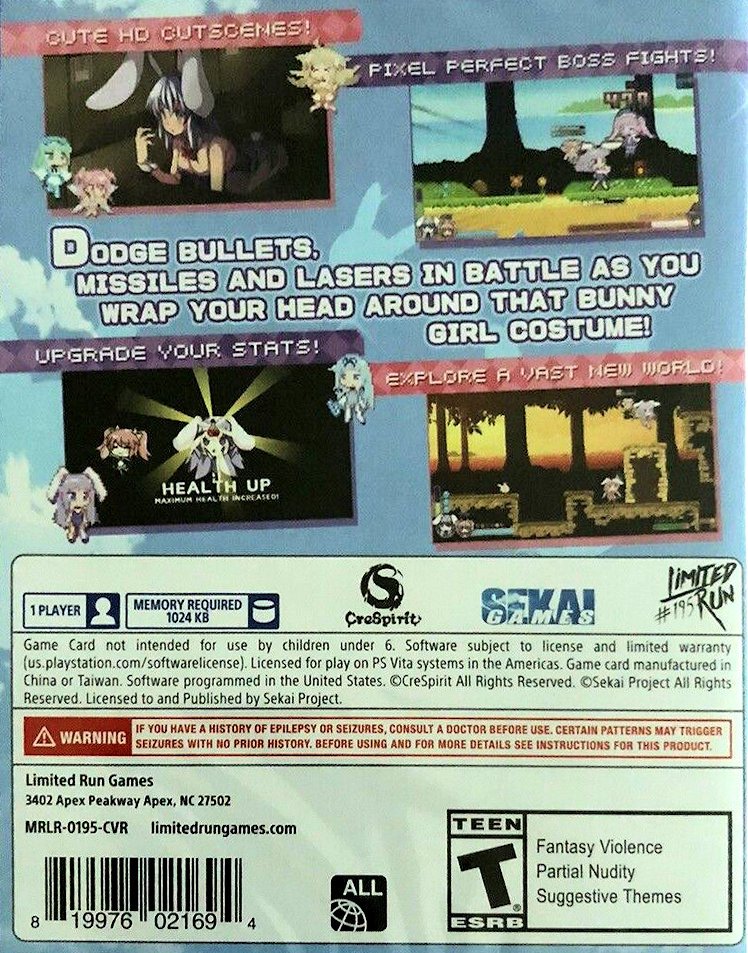 CUTE HD CUTSCENES!
PIXEL PERFECT BOSS FIGHTS!
DODGE BULLETS,
MISSILES AND LASERS IN BATTLE AS YOU
WRAP YOUR HEAD AROUND THAT BUNNY
GIRL COSTUME!
UPGRADE YOUR STATS!
EXPLORE A VAST NEW WORLD!
HEALTH UP
MAXIMUM HEALTH INCREASED!
1 PLAYER
MEMORY REQUIRED
1024 KB
CreSpirit
SEKAI
GAMES
LIMITED
RUN
#195
Game Card not intended for use by children under 6. Software subject to license and limited warranty
(us.playstation.com/softwarelicense). Licensed for play on PS Vita systems in the Americas. Game card manufactured in
China or Taiwan. Software programmed in the United States. ©CreSpirit All Rights Reserved. ©Sekai Project All Rights
Reserved. Licensed to and Published by Sekai Project.
WARNING
IF YOU HAVE A HISTORY OF EPILEPSY OR SEIZURES, CONSULT A DOCTOR BEFORE USE. CERTAIN PATTERNS MAY TRIGGER
SEIZURES WITH NO PRIOR HISTORY. BEFORE USING AND FOR MORE DETAILS SEE INSTRUCTIONS FOR THIS PRODUCT.
Limited Run Games
3402 Apex Peakway Apex, NC 27502
MRLR-0195-CVR limitedrungames.com
8 19976 02169 4
ALL
TEEN
T
ESRB
Fantasy Violence
Partial Nudity
Suggestive Themes